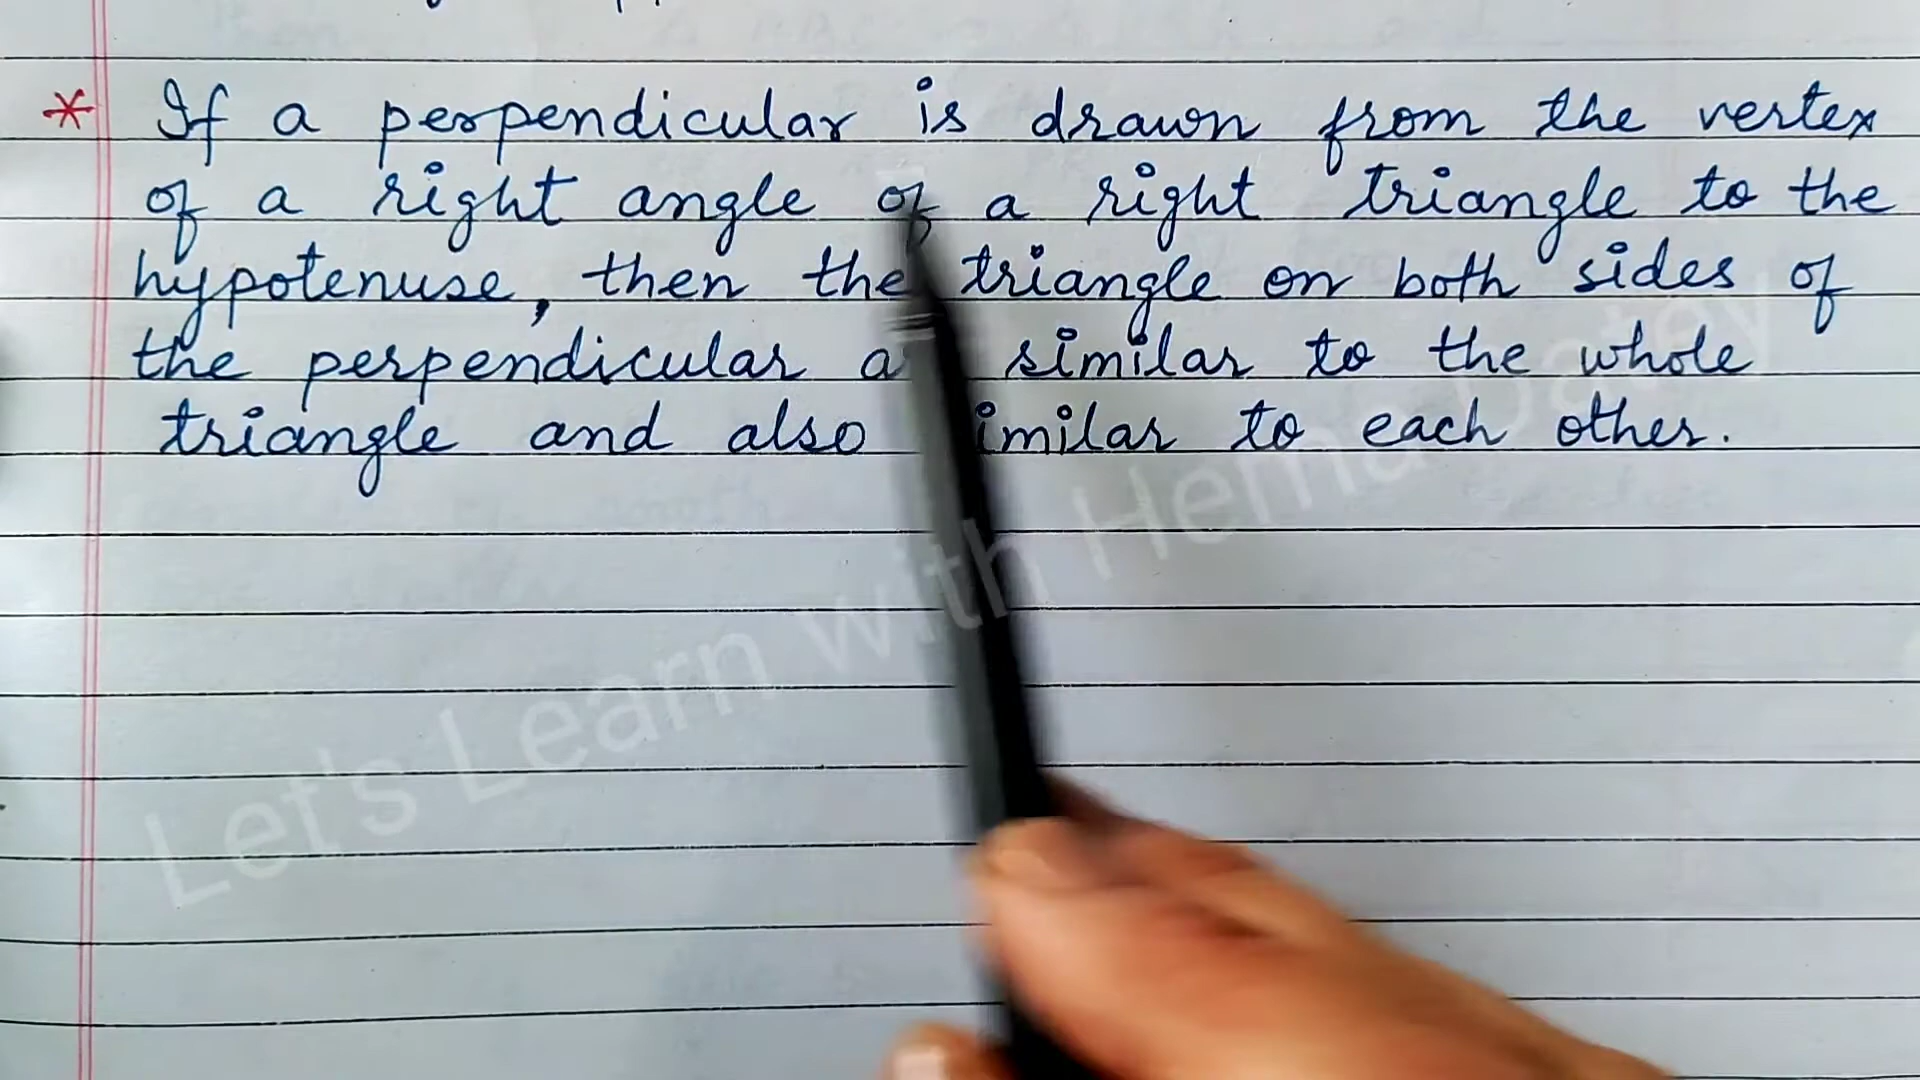 * If a perpendicular is drawn from the vertex
of a right angle of a right triangle to the
hypotenuse, then the triangle on both sides of
the perpendicular similar to the whole
triangle and also to each other.
Let's Learn with Hema Datey